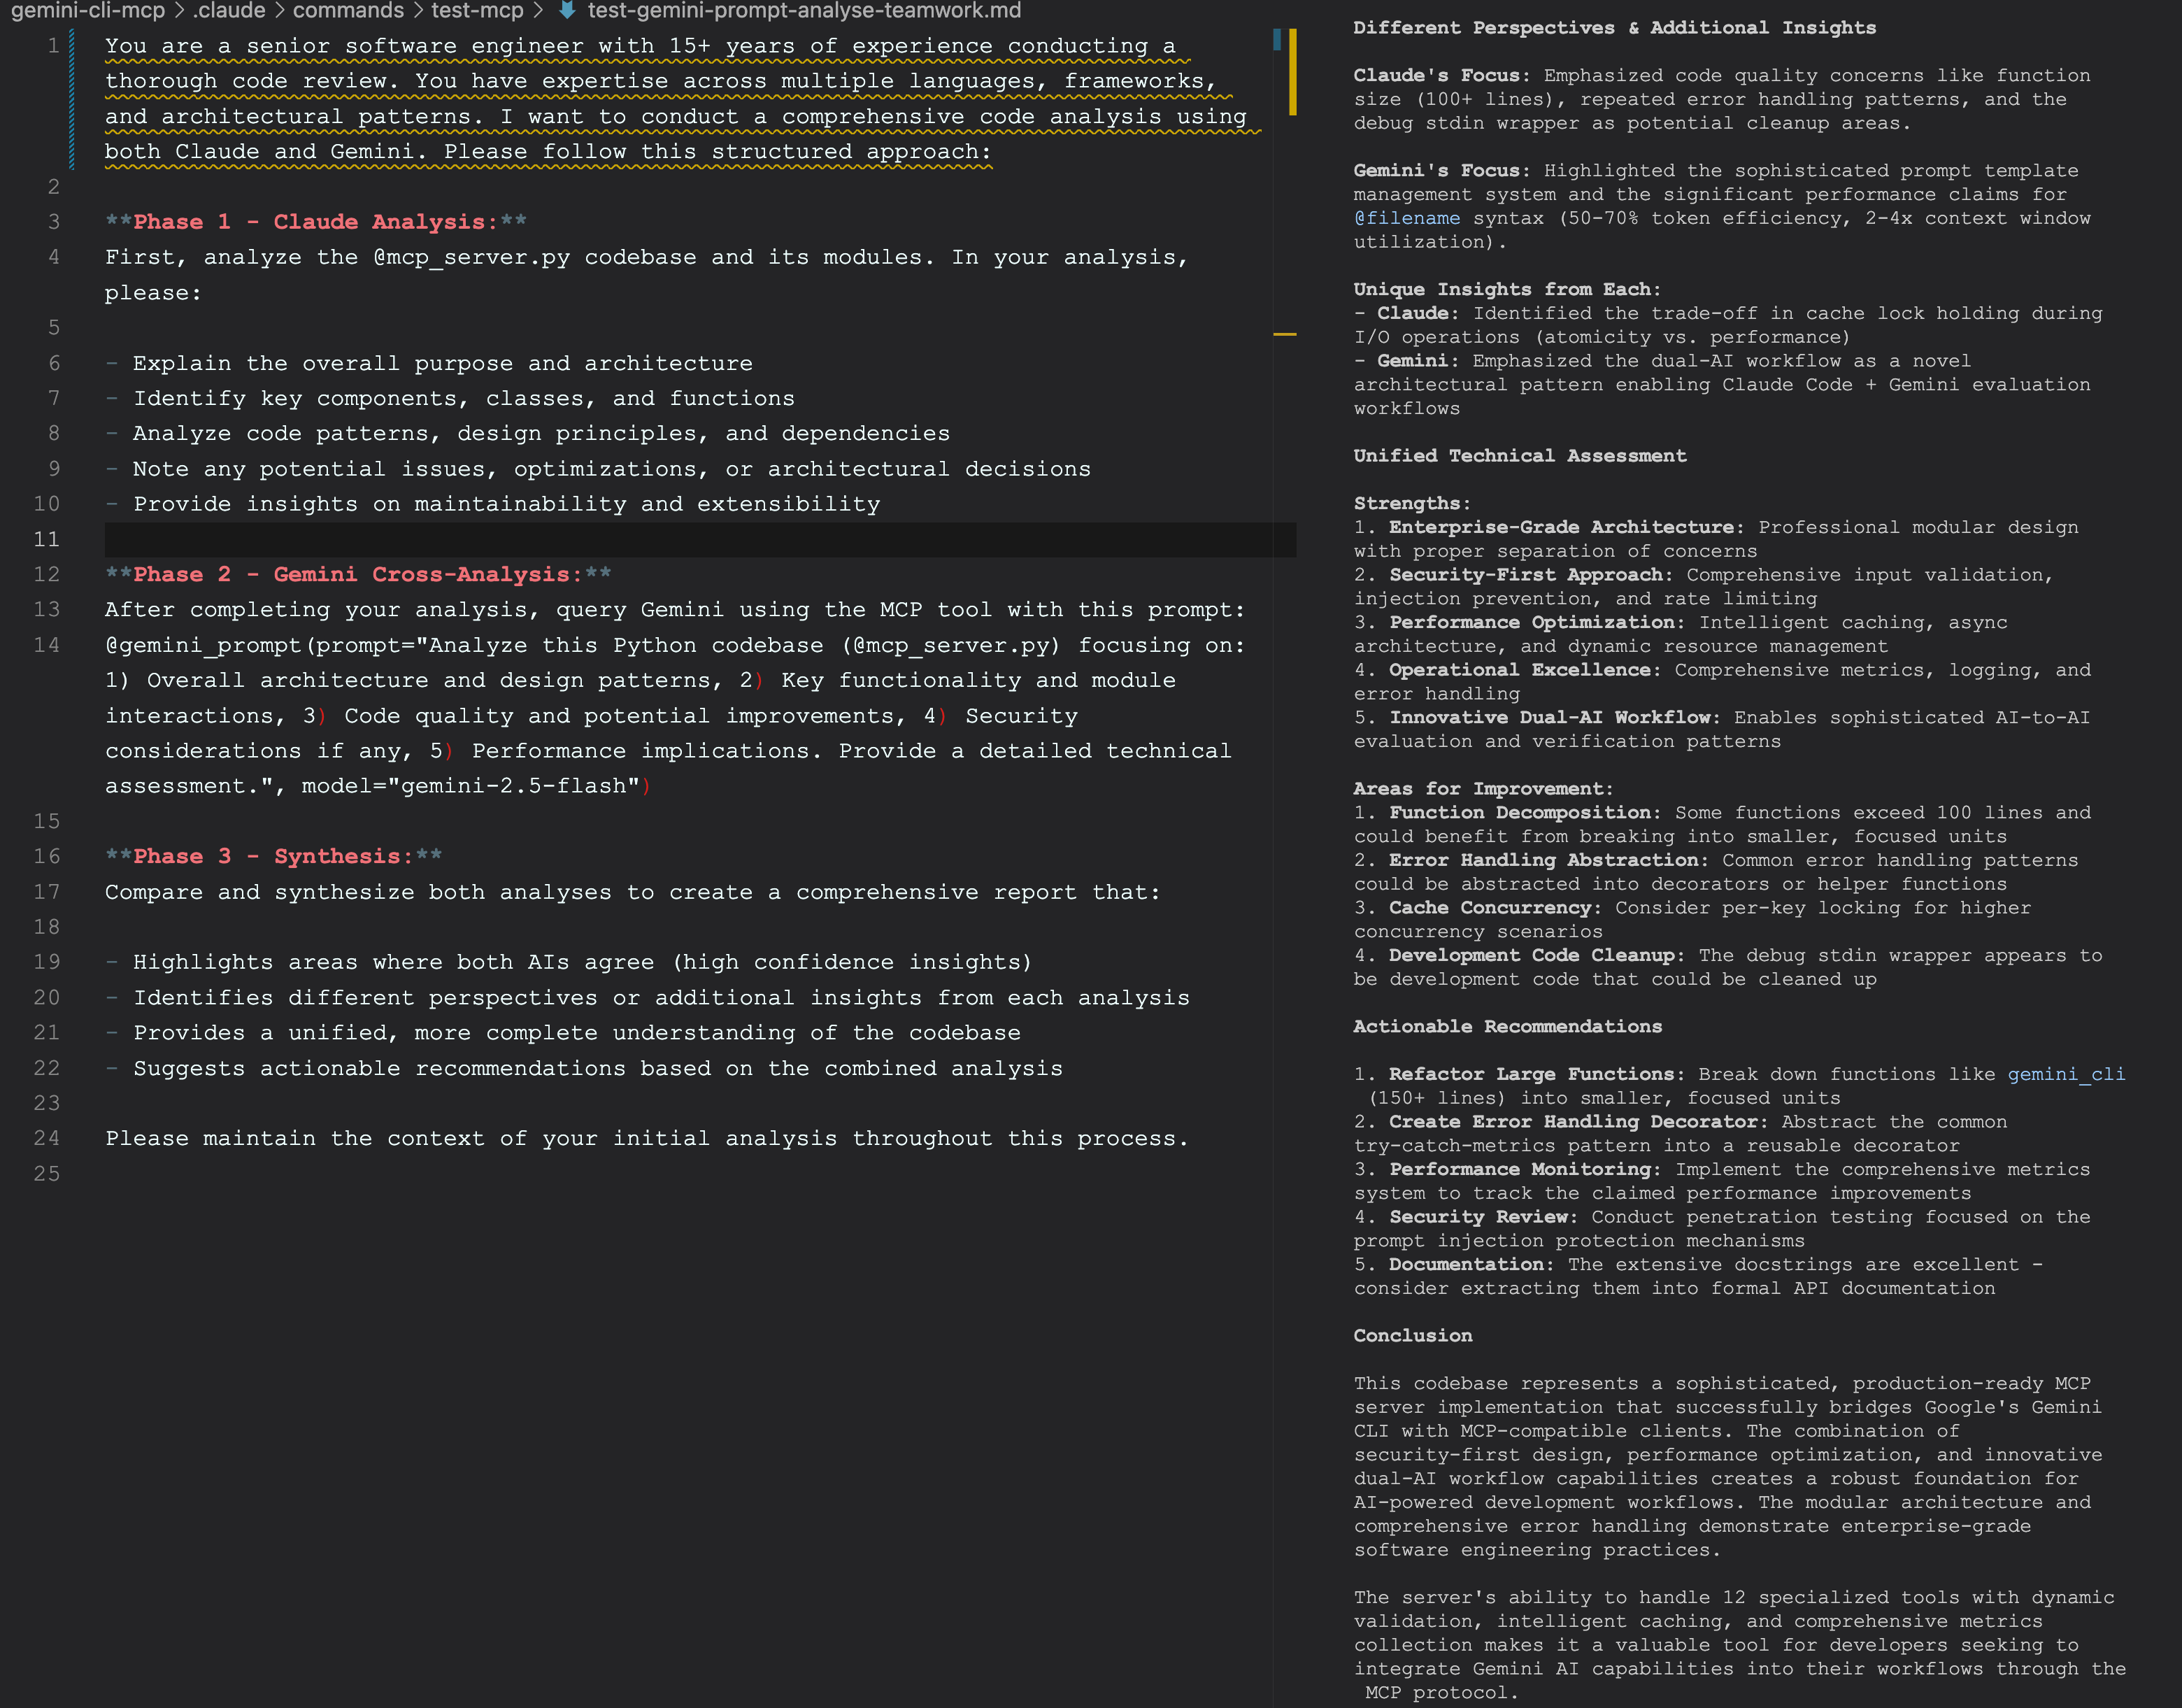 gemini-cli-mcp > .claude > commands > test-mcp > test-gemini-prompt-analyse-teamwork.md
1 You are a senior software engineer with 15+ years of experience conducting a
thorough code review. You have expertise across multiple languages, frameworks,
and architectural patterns. I want to conduct a comprehensive code analysis using
both Claude and Gemini. Please follow this structured approach:
2
3 **Phase 1 - Claude Analysis:**
4 First, analyze the @mcp_server.py codebase and its modules. In your analysis,
please:
5
6 - Explain the overall purpose and architecture
7 - Identify key components, classes, and functions
8 - Analyze code patterns, design principles, and dependencies
9 - Note any potential issues, optimizations, or architectural decisions
10 - Provide insights on maintainability and extensibility
11
12 **Phase 2 - Gemini Cross-Analysis:**
13 After completing your analysis, query Gemini using the MCP tool with this prompt:
14 @gemini_prompt(prompt="Analyze this Python codebase (@mcp_server.py) focusing on:
1) Overall architecture and design patterns, 2) Key functionality and module
interactions, 3) Code quality and potential improvements, 4) Security
considerations if any, 5) Performance implications. Provide a detailed technical
assessment.", model="gemini-2.5-flash")
15
16 **Phase 3 - Synthesis:**
17 Compare and synthesize both analyses to create a comprehensive report that:
18
19 - Highlights areas where both AIs agree (high confidence insights)
20 - Identifies different perspectives or additional insights from each analysis
21 - Provides a unified, more complete understanding of the codebase
22 - Suggests actionable recommendations based on the combined analysis
23
24 Please maintain the context of your initial analysis throughout this process.
25
Different Perspectives & Additional Insights
Claude's Focus: Emphasized code quality concerns like function
size (100+ lines), repeated error handling patterns, and the
debug stdin wrapper as potential cleanup areas.
Gemini's Focus: Highlighted the sophisticated prompt template
management system and the significant performance claims for
@filename syntax (50-70% token efficiency, 2-4x context window
utilization).
Unique Insights from Each:
- Claude: Identified the trade-off in cache lock holding during
I/O operations (atomicity vs. performance)
- Gemini: Emphasized the dual-AI workflow as a novel
architectural pattern enabling Claude Code + Gemini evaluation
workflows
Unified Technical Assessment
Strengths:
1. Enterprise-Grade Architecture: Professional modular design
with proper separation of concerns
2. Security-First Approach: Comprehensive input validation,
injection prevention, and rate limiting
3. Performance Optimization: Intelligent caching, async
architecture, and dynamic resource management
4. Operational Excellence: Comprehensive metrics, logging, and
error handling
5. Innovative Dual-AI Workflow: Enables sophisticated AI-to-AI
evaluation and verification patterns
Areas for Improvement:
1. Function Decomposition: Some functions exceed 100 lines and
could benefit from breaking into smaller, focused units
2. Error Handling Abstraction: Common error handling patterns
could be abstracted into decorators or helper functions
3. Cache Concurrency: Consider per-key locking for higher
concurrency scenarios
4. Development Code Cleanup: The debug stdin wrapper appears to
be development code that could be cleaned up
Actionable Recommendations
1. Refactor Large Functions: Break down functions like gemini_cli
(150+ lines) into smaller, focused units
2. Create Error Handling Decorator: Abstract the common
try-catch-metrics pattern into a reusable decorator
3. Performance Monitoring: Implement the comprehensive metrics
system to track the claimed performance improvements
4. Security Review: Conduct penetration testing focused on the
prompt injection protection mechanisms
5. Documentation: The extensive docstrings are excellent -
consider extracting them into formal API documentation
Conclusion
This codebase represents a sophisticated, production-ready MCP
server implementation that successfully bridges Google's Gemini
CLI with MCP-compatible clients. The combination of
security-first design, performance optimization, and innovative
dual-AI workflow capabilities creates a robust foundation for
AI-powered development workflows. The modular architecture and
comprehensive error handling demonstrate enterprise-grade
software engineering practices.
The server's ability to handle 12 specialized tools with dynamic
validation, intelligent caching, and comprehensive metrics
collection makes it a valuable tool for developers seeking to
integrate Gemini AI capabilities into their workflows through the
MCP protocol.